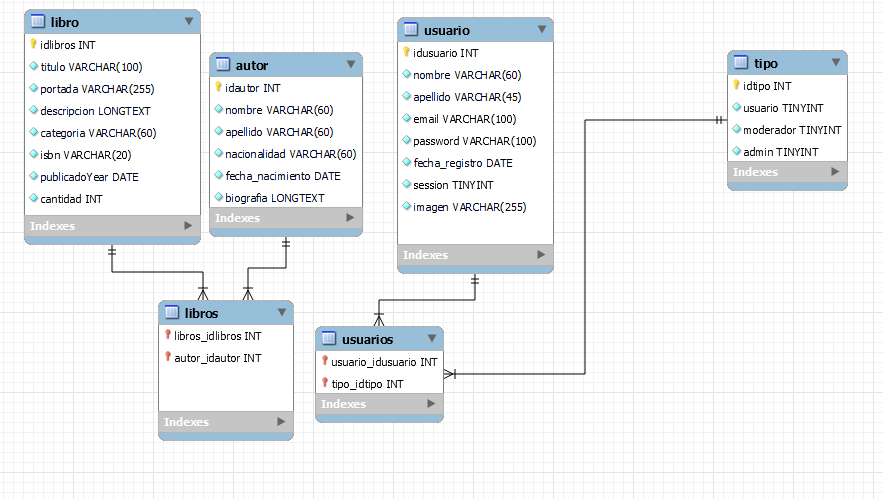 libro
idlibros INT
titulo VARCHAR(100)
portada VARCHAR(255)
descripcion LONGTEXT
categoria VARCHAR(60)
isbn VARCHAR(20)
publicadoYear DATE
cantidad INT
Indexes
autor
idautor INT
nombre VARCHAR(60)
apellido VARCHAR(60)
nacionalidad VARCHAR(60)
fecha_nacimiento DATE
biografia LONGTEXT
Indexes
usuario
idusuario INT
nombre VARCHAR(60)
apellido VARCHAR(45)
email VARCHAR(100)
password VARCHAR(100)
fecha_registro DATE
session TINYINT
imagen VARCHAR(255)
Indexes
tipo
idtipo INT
usuario TINYINT
moderador TINYINT
admin TINYINT
Indexes
libros
libros_idlibros INT
autor_idautor INT
Indexes
usuarios
usuario_idusuario INT
tipo_idtipo INT
Indexes